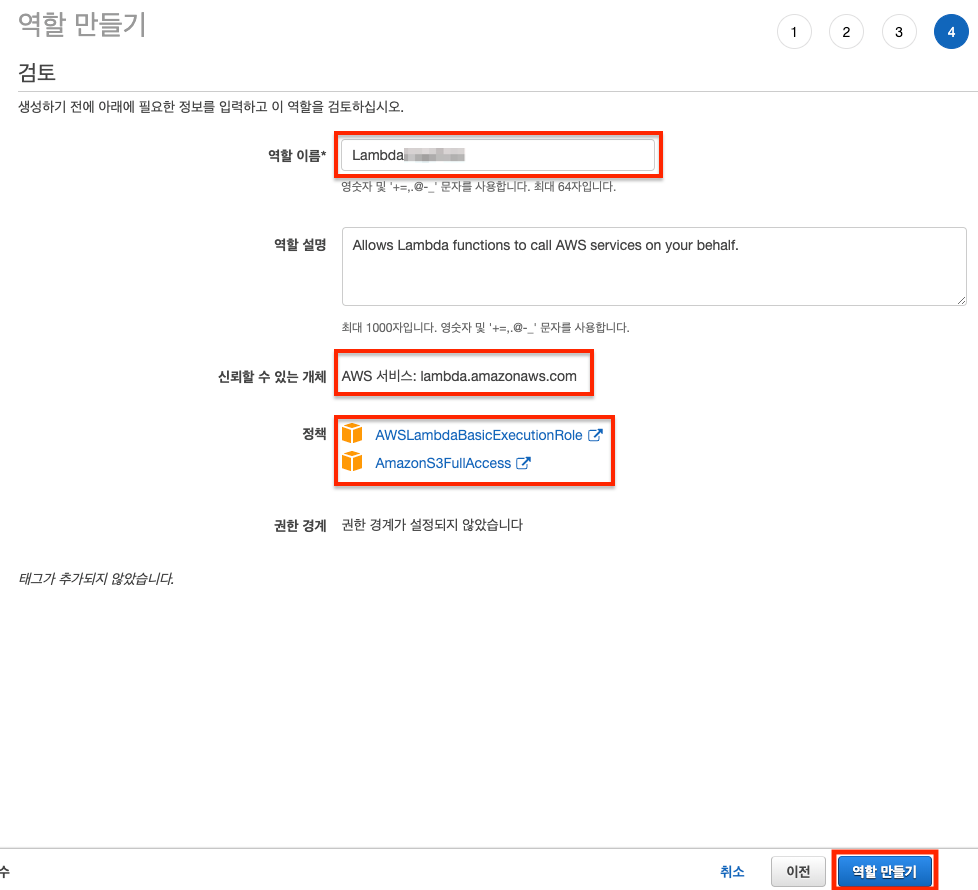 역할 만들기
1 2 3 4
검토
생성하기 전에 아래에 필요한 정보를 입력하고 이 역할을 검토하십시오.
역할 이름* Lambda
영숫자 및 '+=,.@-_' 문자를 사용합니다. 최대 64자입니다.
역할 설명 Allows Lambda functions to call AWS services on your behalf.
최대 1000자입니다. 영숫자 및 '+=,.@-_' 문자를 사용합니다.
신뢰할 수 있는 개체 AWS 서비스: lambda.amazonaws.com
정책 AWSLambdaBasicExecutionRole
AmazonS3FullAccess
권한 경계 권한 경계가 설정되지 않았습니다
태그가 추가되지 않았습니다.
수 취소 이전 역할 만들기